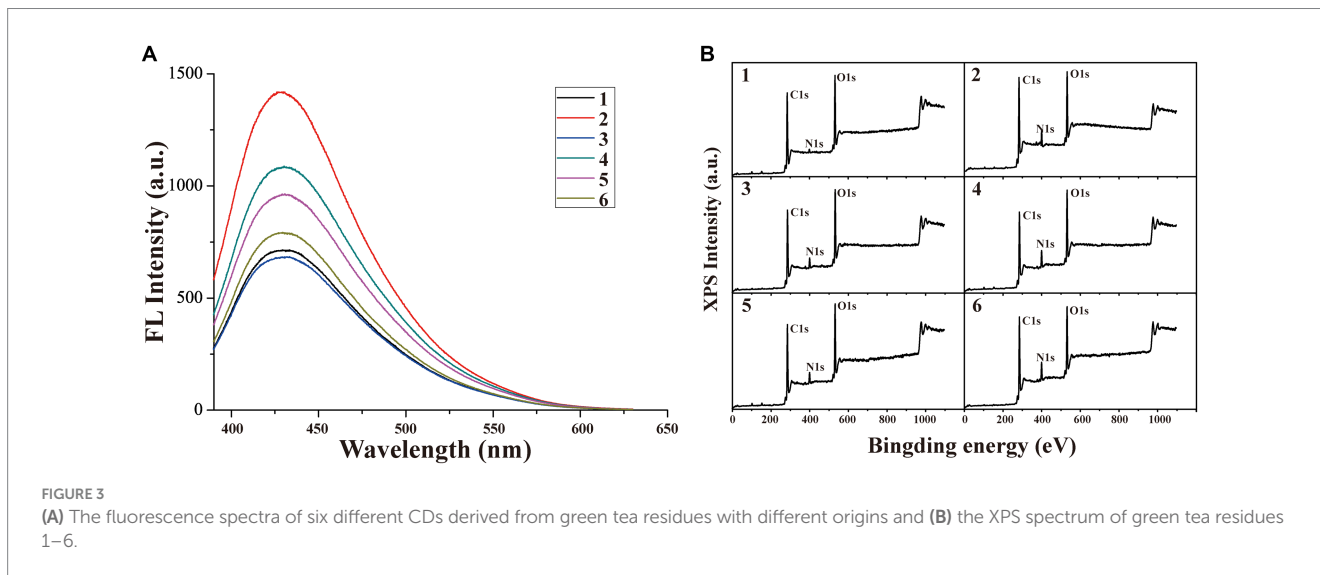 A
FL Intensity (a.u.)
1500
1000
500
0
400 450 500 550 600 650
Wavelength (nm)
1
2
3
4
5
6
B
XPS Intensity (a.u.)
1 C1s N1s O1s
2 C1s N1s O1s
3 C1s N1s O1s
4 C1s N1s O1s
5 C1s N1s O1s
6 C1s N1s O1s
0 200 400 600 800 1000 0 200 400 600 800 1000
Bingding energy (eV)
FIGURE 3
(A) The fluorescence spectra of six different CDs derived from green tea residues with different origins and (B) the XPS spectrum of green tea residues
1–6.